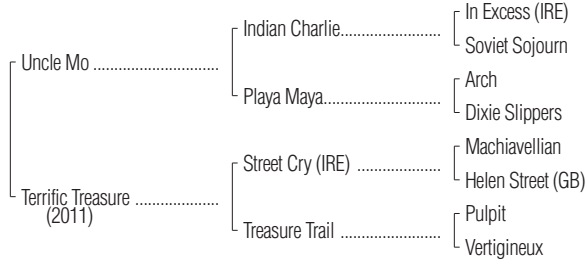 In Excess (IRE)
Indian Charlie....................
Soviet Sojourn
Uncle Mo ....................
Arch
Playa Maya....................
Dixie Slippers
Machiavellian
Street Cry (IRE) ....................
Helen Street (GB)
Terrific Treasure ....................
(2011)
Pulpit
Treasure Trail ....................
Vertigineux